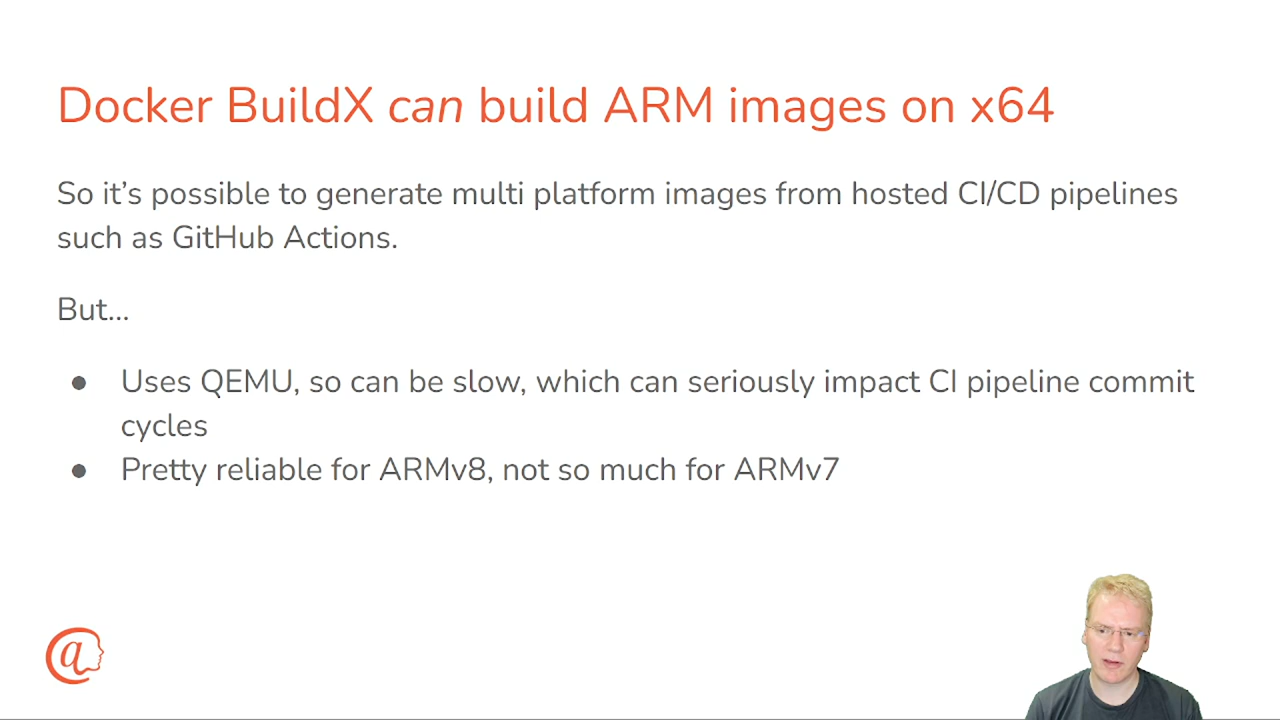 Docker BuildX can build ARM images on x64
So it’s possible to generate multi platform images from hosted CI/CD pipelines
such as GitHub Actions.
But...
● Uses QEMU, so can be slow, which can seriously impact CI pipeline commit
cycles
● Pretty reliable for ARMv8, not so much for ARMv7
@